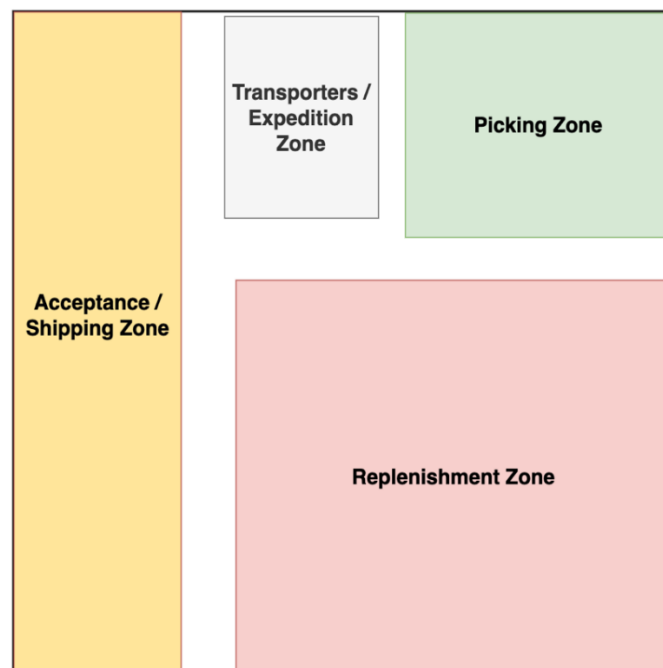 Transporters /
Expedition
Zone
Picking Zone
Acceptance /
Shipping Zone
Replenishment Zone